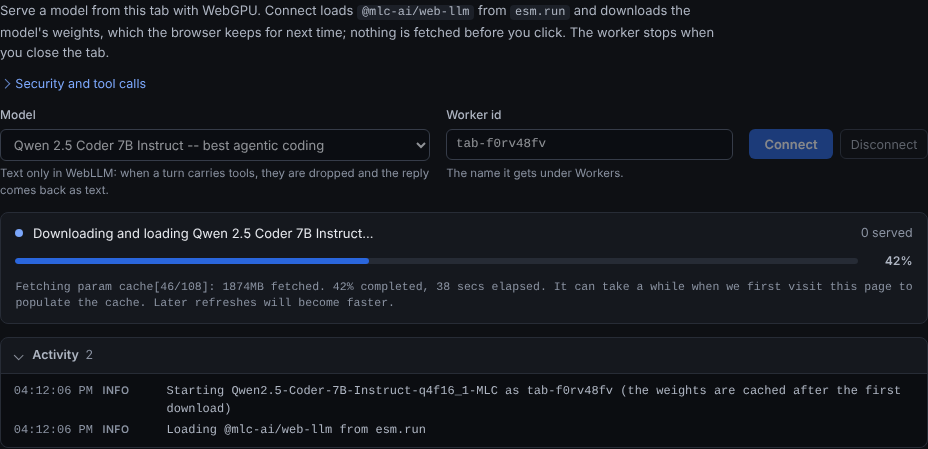 Serve a model from this tab with WebGPU. Connect loads @mlc-ai/web-llm from esm.run and downloads the
model's weights, which the browser keeps for next time; nothing is fetched before you click. The worker stops when
you close the tab.
Security and tool calls
Model
Worker id
Qwen 2.5 Coder 7B Instruct -- best agentic coding
tab-f0rv48fv
Connect
Disconnect
Text only in WebLLM: when a turn carries tools, they are dropped and the reply
comes back as text.
The name it gets under Workers.
Downloading and loading Qwen 2.5 Coder 7B Instruct...
0 served
42%
Fetching param cache[46/108]: 1874MB fetched. 42% completed, 38 secs elapsed. It can take a while when we first visit this page to
populate the cache. Later refreshes will become faster.
Activity 2
04:12:06 PM INFO Starting Qwen2.5-Coder-7B-Instruct-q4f16_1-MLC as tab-f0rv48fv (the weights are cached after the first
download)
04:12:06 PM INFO Loading @mlc-ai/web-llm from esm.run